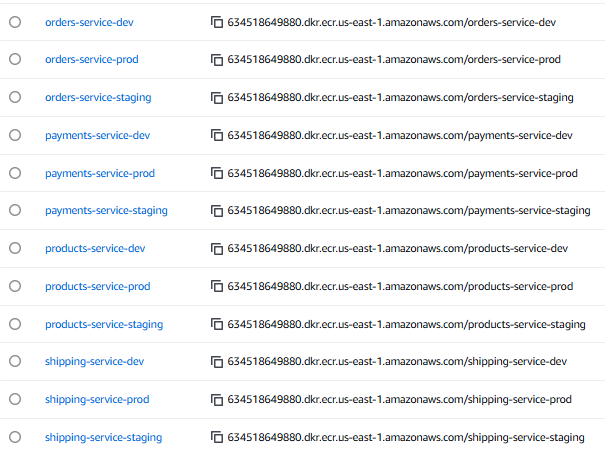 orders-service-dev 634518649880.dkr.ecr.us-east-1.amazonaws.com/orders-service-dev
orders-service-prod 634518649880.dkr.ecr.us-east-1.amazonaws.com/orders-service-prod
orders-service-staging 634518649880.dkr.ecr.us-east-1.amazonaws.com/orders-service-staging
payments-service-dev 634518649880.dkr.ecr.us-east-1.amazonaws.com/payments-service-dev
payments-service-prod 634518649880.dkr.ecr.us-east-1.amazonaws.com/payments-service-prod
payments-service-staging 634518649880.dkr.ecr.us-east-1.amazonaws.com/payments-service-staging
products-service-dev 634518649880.dkr.ecr.us-east-1.amazonaws.com/products-service-dev
products-service-prod 634518649880.dkr.ecr.us-east-1.amazonaws.com/products-service-prod
products-service-staging 634518649880.dkr.ecr.us-east-1.amazonaws.com/products-service-staging
shipping-service-dev 634518649880.dkr.ecr.us-east-1.amazonaws.com/shipping-service-dev
shipping-service-prod 634518649880.dkr.ecr.us-east-1.amazonaws.com/shipping-service-prod
shipping-service-staging 634518649880.dkr.ecr.us-east-1.amazonaws.com/shipping-service-staging